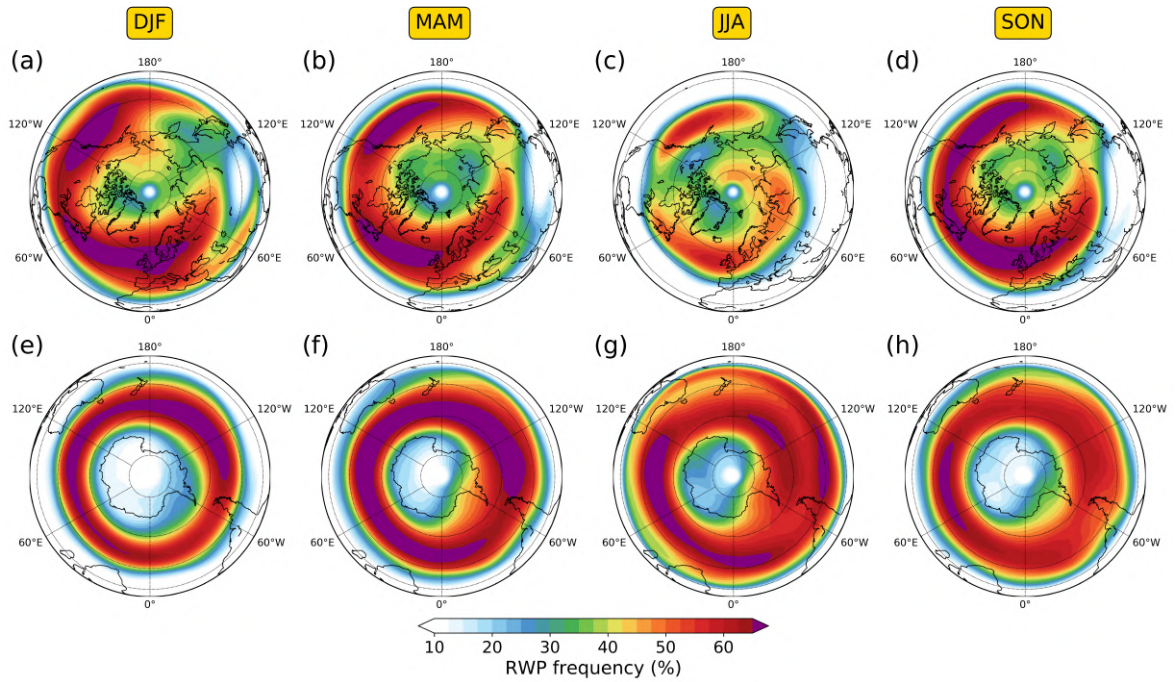 DJF MAM JJA SON
(a) (b) (c) (d)
180° 180° 180° 180°
120°W 120°E 120°W 120°E 120°W 120°E 120°W 120°E
60°W 60°E 60°W 60°E 60°W 60°E 60°W 60°E
0° 0° 0° 0°
(e) (f) (g) (h)
180° 180° 180° 180°
120°E 120°W 120°E 120°W 120°E 120°W 120°E 120°W
60°E 60°W 60°E 60°W 60°E 60°W 60°E 60°W
0° 0° 0° 0°
10 20 30 40 50 60
RWP frequency (%)